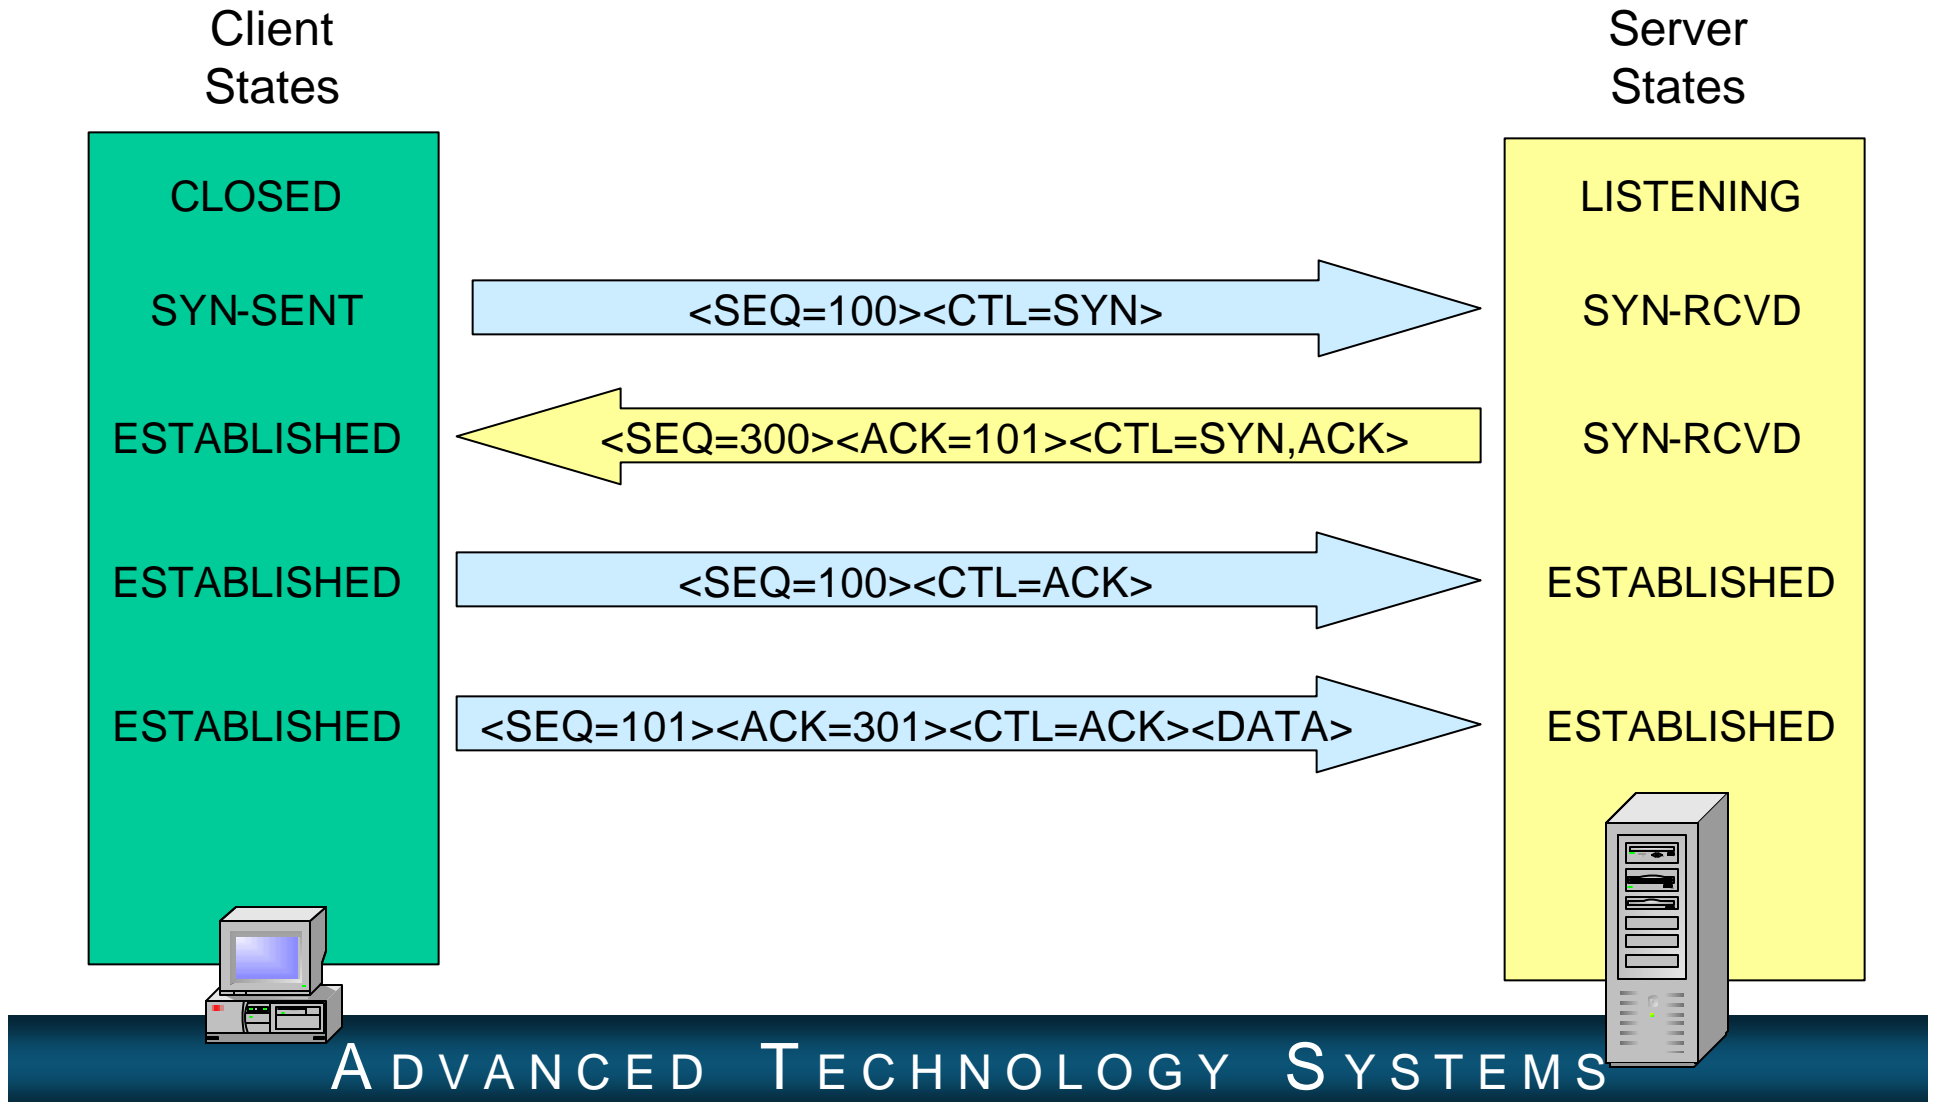 Client
States
Server
States
CLOSED
LISTENING
SYN-SENT
<SEQ=100><CTL=SYN>
SYN-RCVD
ESTABLISHED
<SEQ=300><ACK=101><CTL=SYN,ACK>
SYN-RCVD
ESTABLISHED
<SEQ=100><CTL=ACK>
ESTABLISHED
ESTABLISHED
<SEQ=101><ACK=301><CTL=ACK><DATA>
ESTABLISHED
ADVANCED TECHNOLOGY SYSTEMS